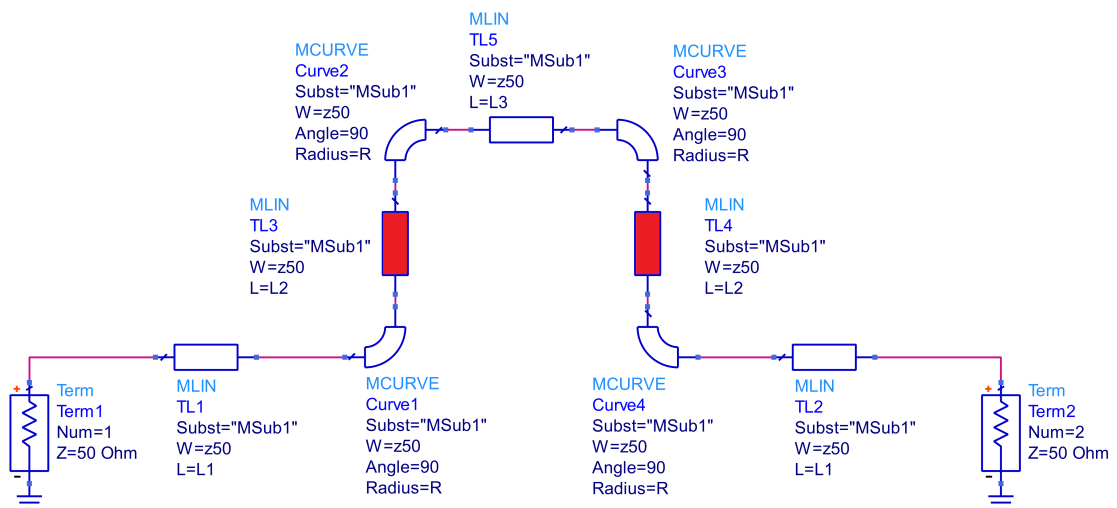 MLIN
TL5
Subst="MSub1"
W=z50
L=L3
MCURVE
Curve2
Subst="MSub1"
W=z50
Angle=90
Radius=R
MCURVE
Curve3
Subst="MSub1"
W=z50
Angle=90
Radius=R
MLIN
TL3
Subst="MSub1"
W=z50
L=L2
MLIN
TL4
Subst="MSub1"
W=z50
L=L2
+
Term
Term1
Num=1
Z=50 Ohm
-
MLIN
TL1
Subst="MSub1"
W=z50
L=L1
MCURVE
Curve1
Subst="MSub1"
W=z50
Angle=90
Radius=R
MCURVE
Curve4
Subst="MSub1"
W=z50
Angle=90
Radius=R
MLIN
TL2
Subst="MSub1"
W=z50
L=L1
+
Term
Term2
Num=2
Z=50 Ohm
-